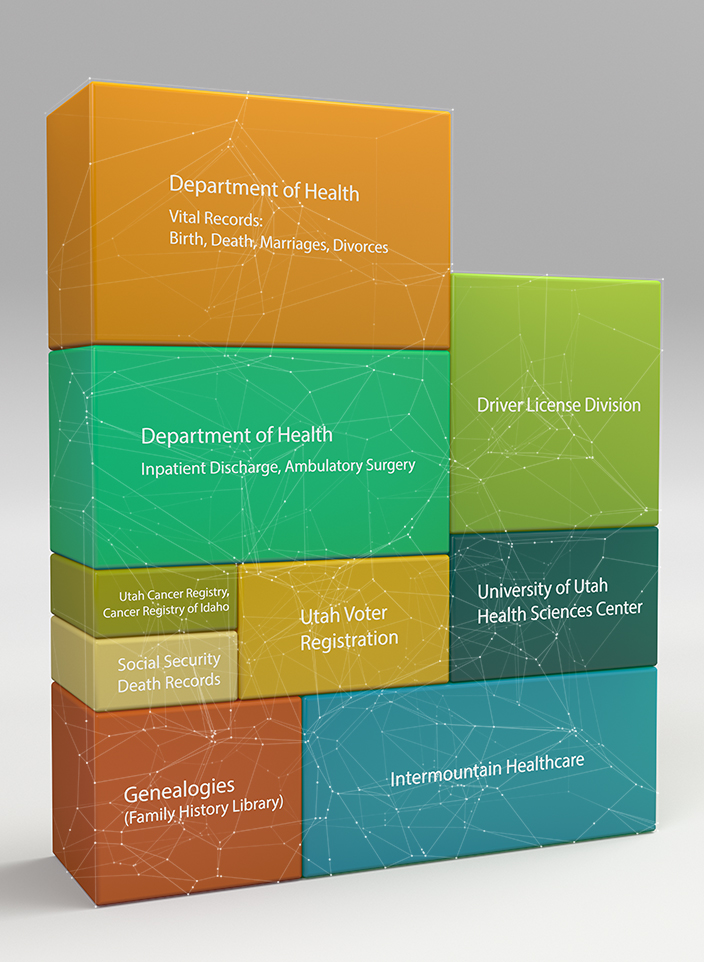 Department of Health
Vital Records:
Birth, Death, Marriages, Divorces
Driver License Division
Department of Health
Inpatient Discharge, Ambulatory Surgery
Utah Cancer Registry,
Cancer Registry of Idaho
Utah Voter
Registration
University of Utah
Health Sciences Center
Social Security
Death Records
Genealogies
(Family History Library)
Intermountain Healthcare